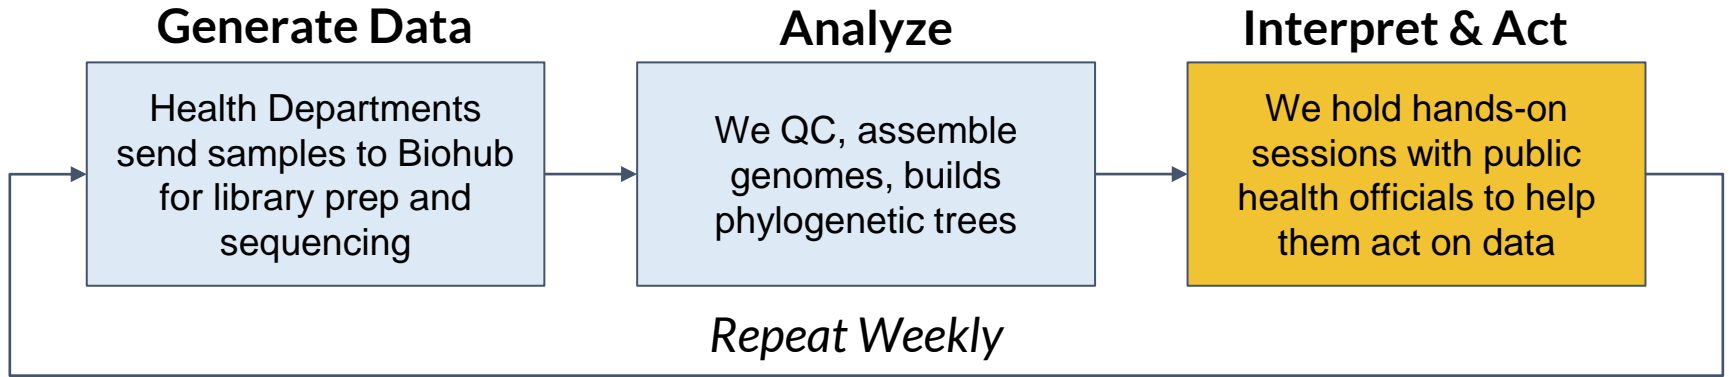 Generate Data
Health Departments
send samples to Biohub
for library prep and
sequencing
Analyze
We QC, assemble
genomes, builds
phylogenetic trees
Interpret & Act
We hold hands-on
sessions with public
health officials to help
them act on data
Repeat Weekly